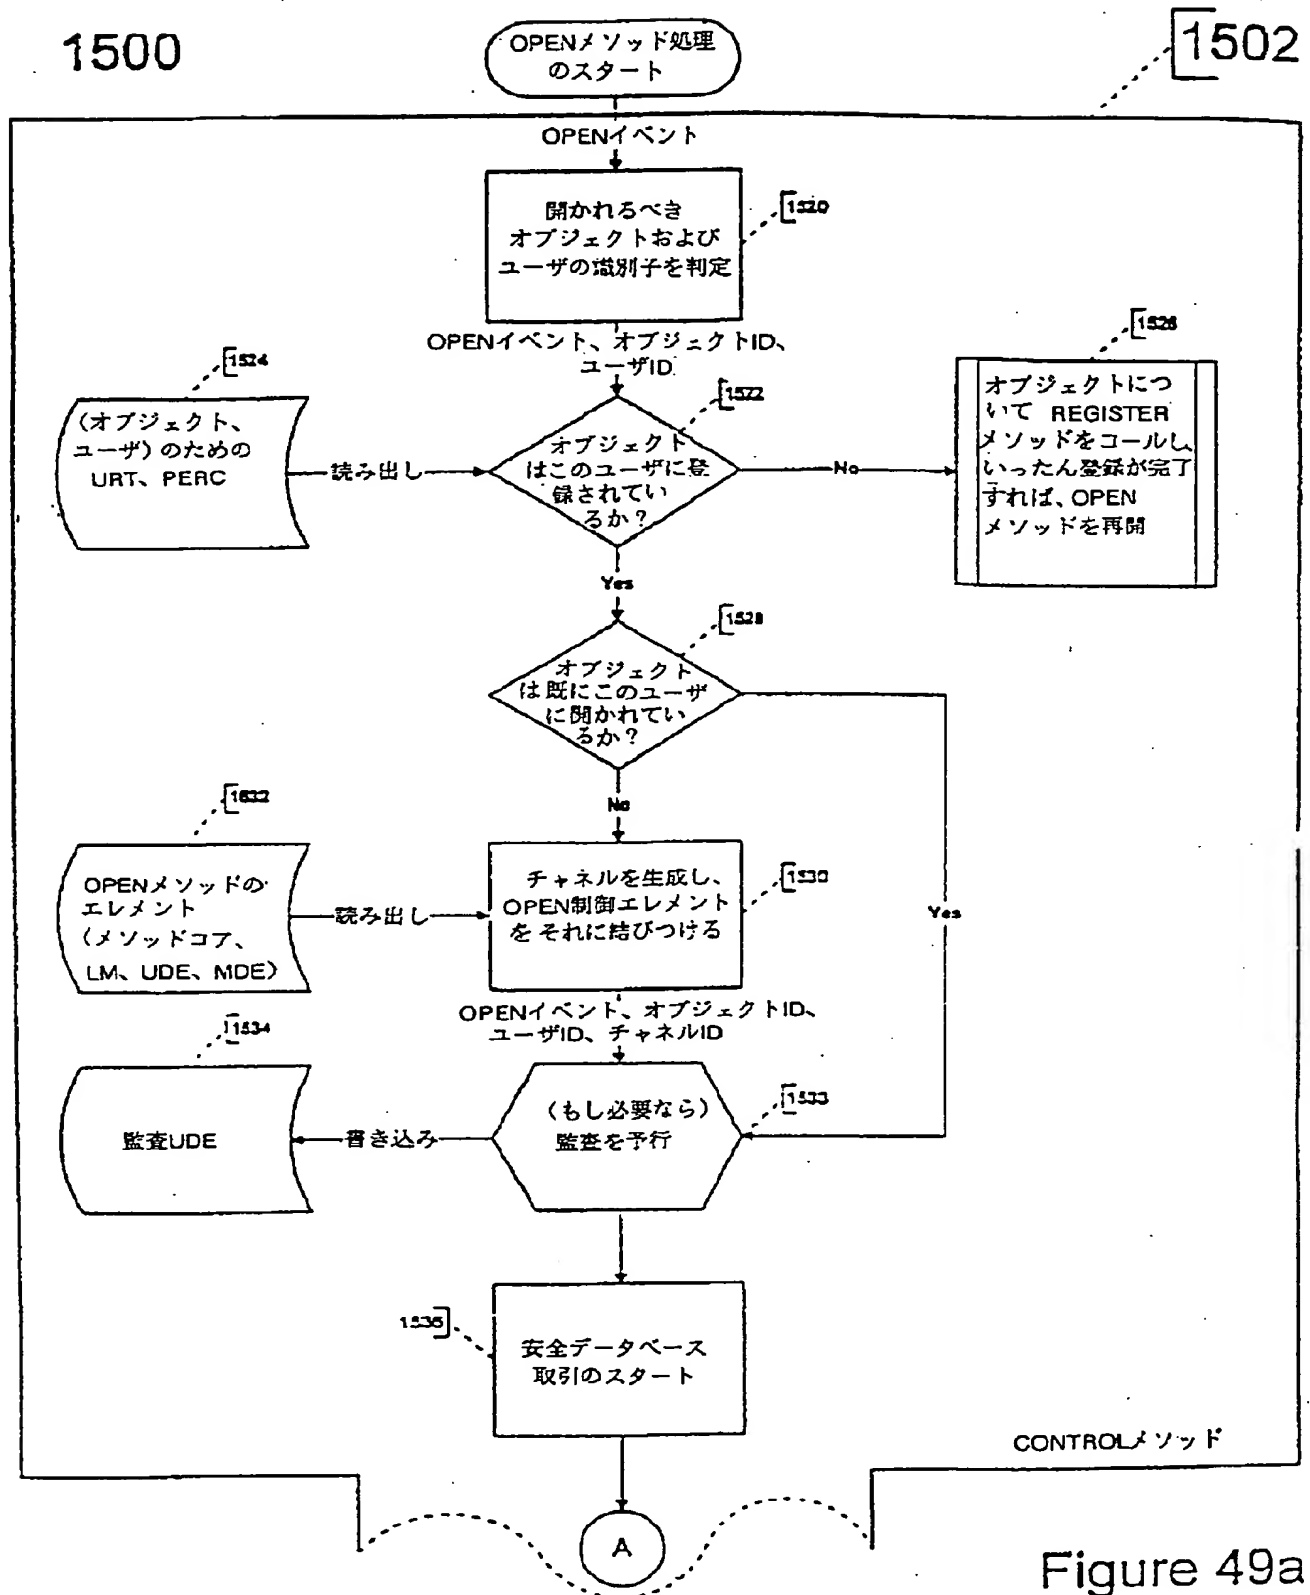 1500
OPENメソッド処理
のスタート
1502
OPENイベント
開かれるべき
オブジェクトおよび
ユーザの識別子を判定
1520
OPENイベント、オブジェクトID、
ユーザID
1524
(オブジェクト、
ユーザ)のための
URT、PERC
読み出し
1522
オブジェクト
はこのユーザに登
録されてい
るか?
No
1526
オブジェクトにつ
いて REGISTER
メソッドをコールし、
いったん登録が完了
すれば、OPEN
メソッドを再開
Yes
1528
オブジェクト
は既にこのユーザ
に開かれてい
るか?
No
Yes
1532
OPENメソッドの
エレメント
(メソッドコア、
LM、UDE、MDE)
読み出し
チャネルを生成し、
OPEN制御エレメント
をそれに結びつける
1530
OPENイベント、オブジェクトID、
ユーザID、チャネルID
1534
監査UDE
書き込み
(もし必要なら)
監査を予行
1533
1535
安全データベース
取引のスタート
CONTROLメソッド
A
Figure 49a